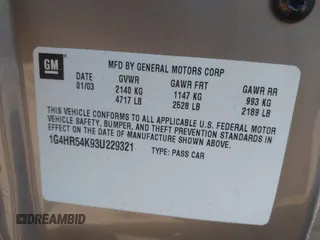 GM
MFD BY GENERAL MOTORS CORP
DATE GVWR GAWR FRT GAWR RR
01/03 2140 KG 1147 KG 993 KG
4717 LB 2528 LB 2189 LB
THIS VEHICLE CONFORMS TO ALL APPLICABLE U.S. FEDERAL MOTOR
VEHICLE SAFETY, BUMPER, AND THEFT PREVENTION STANDARDS IN
EFFECT ON THE DATE OF MANUFACTURE SHOWN ABOVE.
1G4HR54K93U229321 TYPE: PASS CAR
DREAMBID